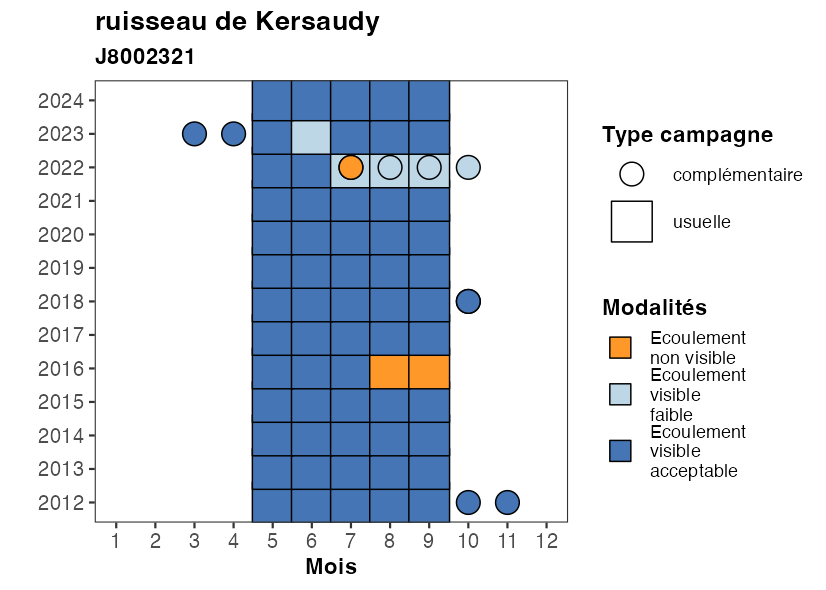 ruisseau de Kersaudy
J8002321
2024
2023
2022
2021
2020
2019
2018
2017
2016
2015
2014
2013
2012
1 2 3 4 5 6 7 8 9 10 11 12
Mois
Type campagne
complémentaire
usuelle
Modalités
Ecoulement
non visible
Ecoulement
visible
faible
Ecoulement
visible
acceptable